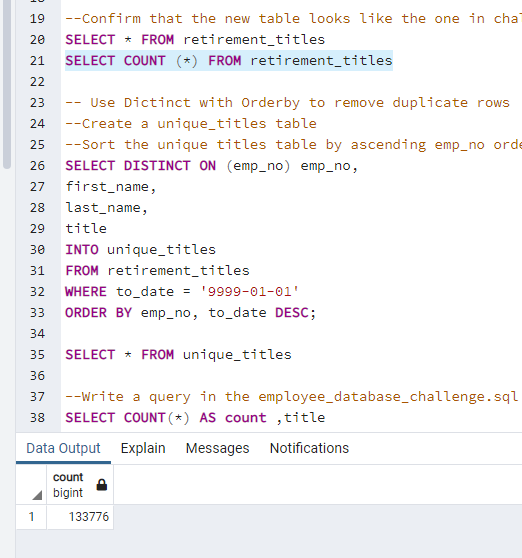 19 --Confirm that the new table looks like the one in chal
20 SELECT * FROM retirement_titles
21 SELECT COUNT (*) FROM retirement_titles
22
23 -- Use Dictinct with Orderby to remove duplicate rows
24 --Create a unique_titles table
25 --Sort the unique titles table by ascending emp_no orde
26 SELECT DISTINCT ON (emp_no) emp_no,
27 first_name,
28 last_name,
29 title
30 INTO unique_titles
31 FROM retirement_titles
32 WHERE to_date = '9999-01-01'
33 ORDER BY emp_no, to_date DESC;
34
35 SELECT * FROM unique_titles
36
37 --Write a query in the employee_database_challenge.sql
38 SELECT COUNT(*) AS count ,title
Data Output Explain Messages Notifications
count
bigint
1 133776